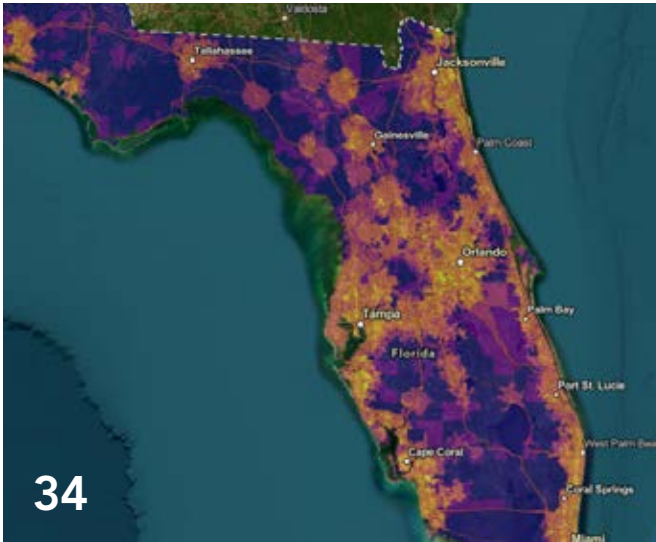 Valdosta
Tallahassee
Jacksonville
Gainesville
Palm Coast
Orlando
Tampa
Palm Bay
Florida
Port St. Lucie
West Palm Bea
Cape Coral
Coral Springs
34
Miami